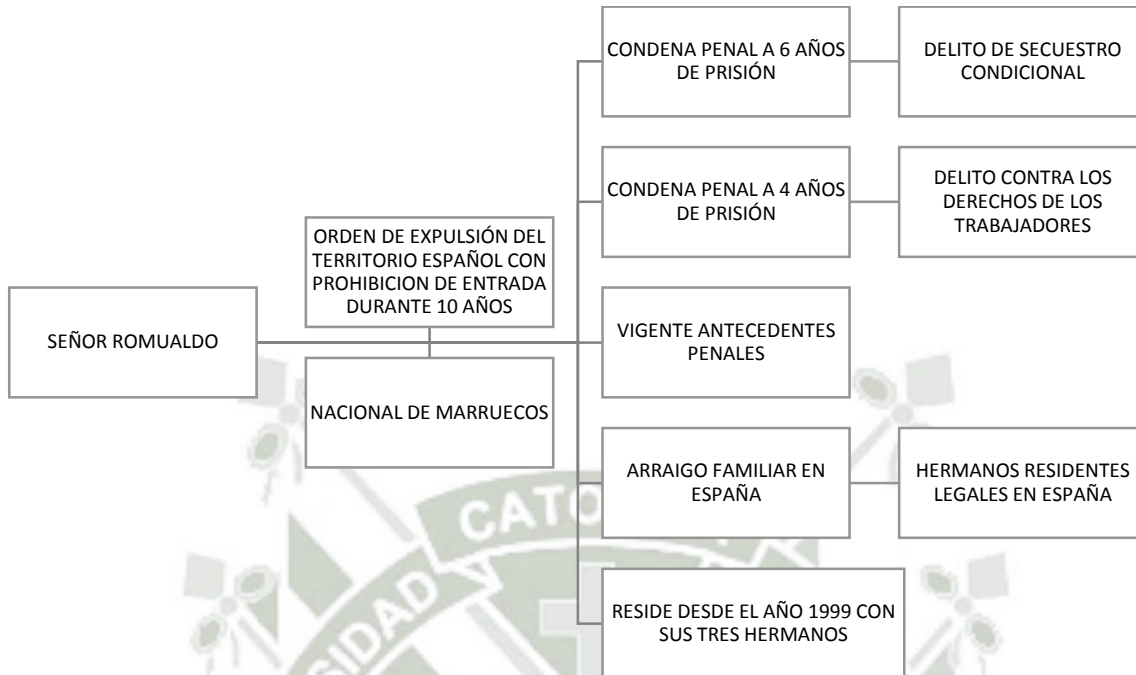 SEÑOR ROMUALDO
ORDEN DE EXPULSIÓN DEL
TERRITORIO ESPAÑOL CON
PROHIBICION DE ENTRADA
DURANTE 10 AÑOS
NACIONAL DE MARRUECOS
CONDENA PENAL A 6 AÑOS
DE PRISIÓN
DELITO DE SECUESTRO
CONDICIONAL
CONDENA PENAL A 4 AÑOS
DE PRISIÓN
DELITO CONTRA LOS
DERECHOS DE LOS
TRABAJADORES
VIGENTE ANTECEDENTES
PENALES
ARRAIGO FAMILIAR EN
ESPAÑA
HERMANOS RESIDENTES
LEGALES EN ESPAÑA
RESIDE DESDE EL AÑO 1999 CON
SUS TRES HERMANOS